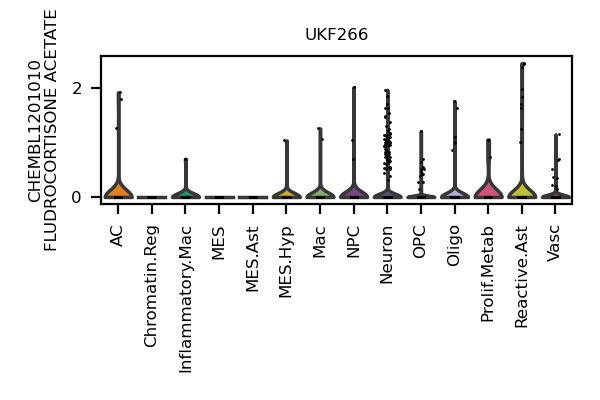 UKF266
CHEMBL1201010
FLUDROCORTISONE ACETATE
2
0
AC
Chromatin.Reg
Inflammatory.Mac
MES
MES.Ast
MES.Hyp
Mac
NPC
Neuron
OPC
Oligo
Prolif.Metab
Reactive.Ast
Vasc